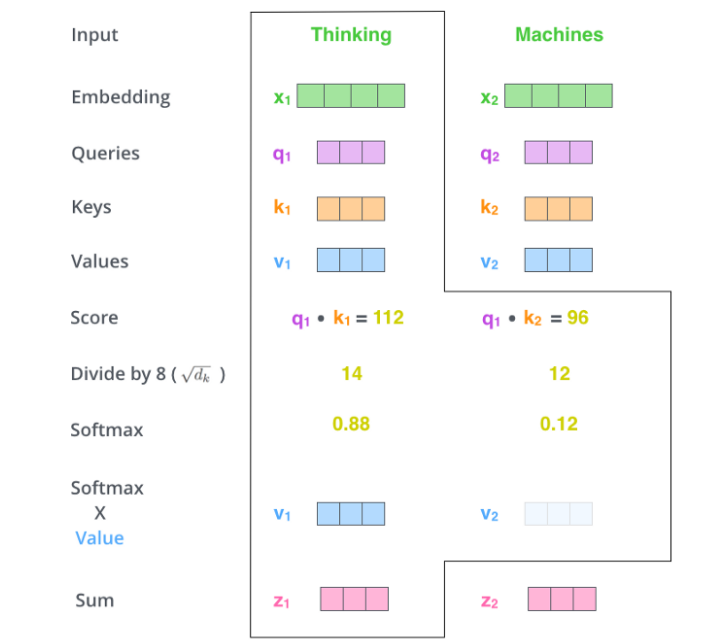 Input Thinking Machines
Embedding x₁ x₂
Queries q₁ q₂
Keys k₁ k₂
Values v₁ v₂
Score q₁ • k₁ = 112 q₁ • k₂ = 96
Divide by 8 ( √dₖ ) 14 12
Softmax 0.88 0.12
Softmax
X v₁ v₂
Value
Sum z₁ z₂